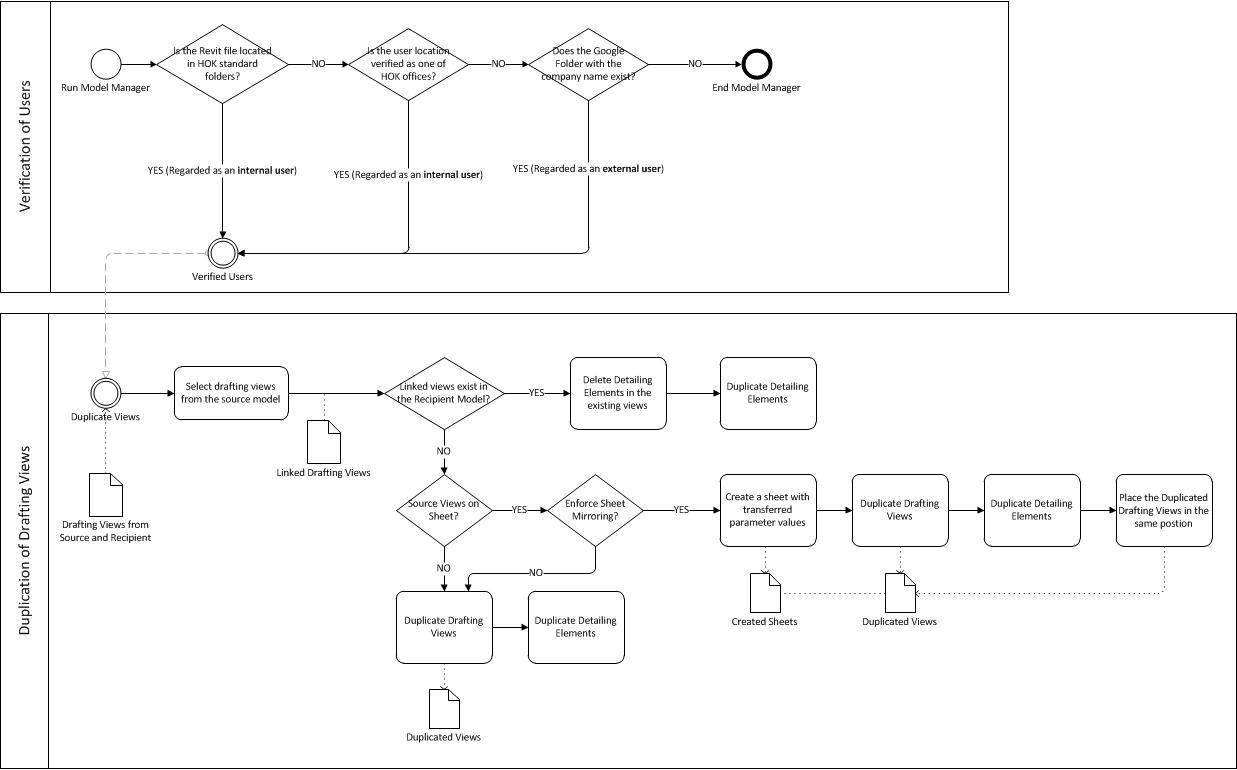 Verification of Users
Is the Revit file located
in HOK standard
folders?
Is the user location
verified as one of
HOK offices?
Does the Google
Folder with the
company name exist?
NO
NO
NO
Run Model Manager
End Model Manager
YES (Regarded as an internal user)
YES (Regarded as an internal user)
YES (Regarded as an external user)
Verified Users
Duplication of Drafting Views
Duplicate Views
Select drafting views
from the source model
Linked views exist in
the Recipient Model?
YES
Delete Detailing
Elements in the
existing views
Duplicate Detailing
Elements
Linked Drafting Views
NO
Drafting Views from
Source and Recipient
Source Views on
Sheet?
YES
Enforce Sheet
Mirroring?
YES
Create a sheet with
transferred
parameter values
Duplicate Drafting
Views
Duplicate Detailing
Elements
Place the Duplicated
Drafting Views in the
same postion
NO
NO
Created Sheets
Duplicated Views
Duplicate Drafting
Views
Duplicate Detailing
Elements
Duplicated Views